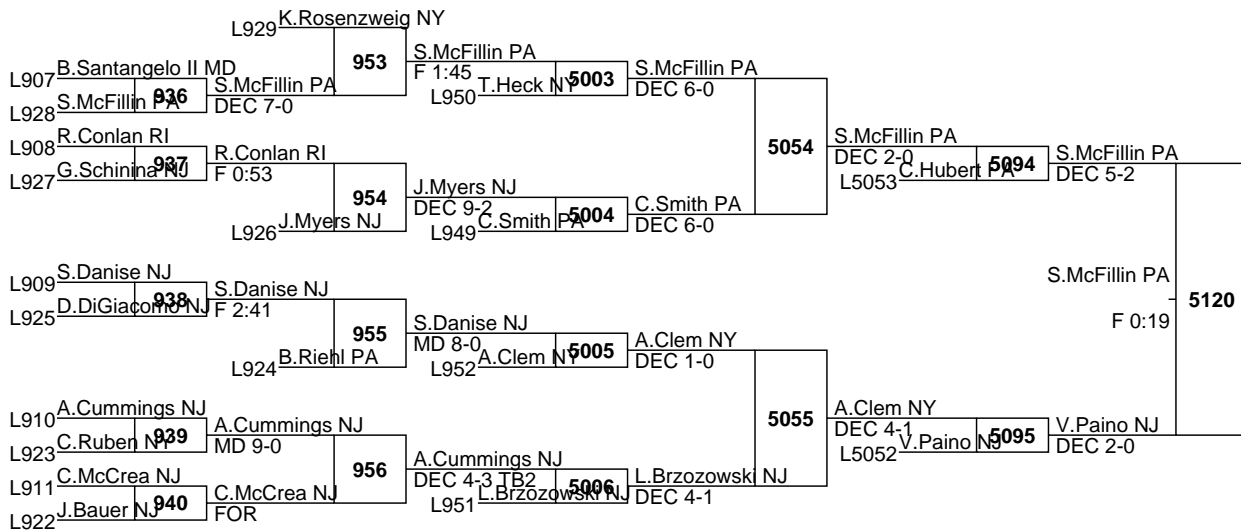 K.Rosenzweig NY
L929
953
S.McFillin PA
F 1:45
5003
S.McFillin PA
DEC 6-0
B.Santangelo II MD
L907
936
S.McFillin PA
DEC 7-0
T.Heck NY
L950
S.McFillin PA
L928
R.Conlan RI
L908
937
R.Conlan RI
F 0:53
5054
S.McFillin PA
DEC 2-0
5094
S.McFillin PA
DEC 5-2
G.Schinina NJ
L927
C.Hubert PA
L5053
954
J.Myers NJ
DEC 9-2
5004
C.Smith PA
DEC 6-0
J.Myers NJ
L926
C.Smith PA
L949
S.Danise NJ
L909
938
S.Danise NJ
F 2:41
S.McFillin PA
F 0:19
5120
D.DiGiacomo NJ
L925
955
S.Danise NJ
MD 8-0
5005
A.Clem NY
DEC 1-0
B.Riehl PA
L924
A.Clem NY
L952
A.Cummings NJ
L910
939
A.Cummings NJ
MD 9-0
5055
A.Clem NY
DEC 4-1
5095
V.Paino NJ
DEC 2-0
C.Ruben NY
L923
V.Paino NJ
L5052
956
A.Cummings NJ
DEC 4-3 TB2
5006
L.Brzozowski NJ
DEC 4-1
C.McCrea NJ
L911
940
C.McCrea NJ
FOR
L.Brzozowski NJ
L951
J.Bauer NJ
L922